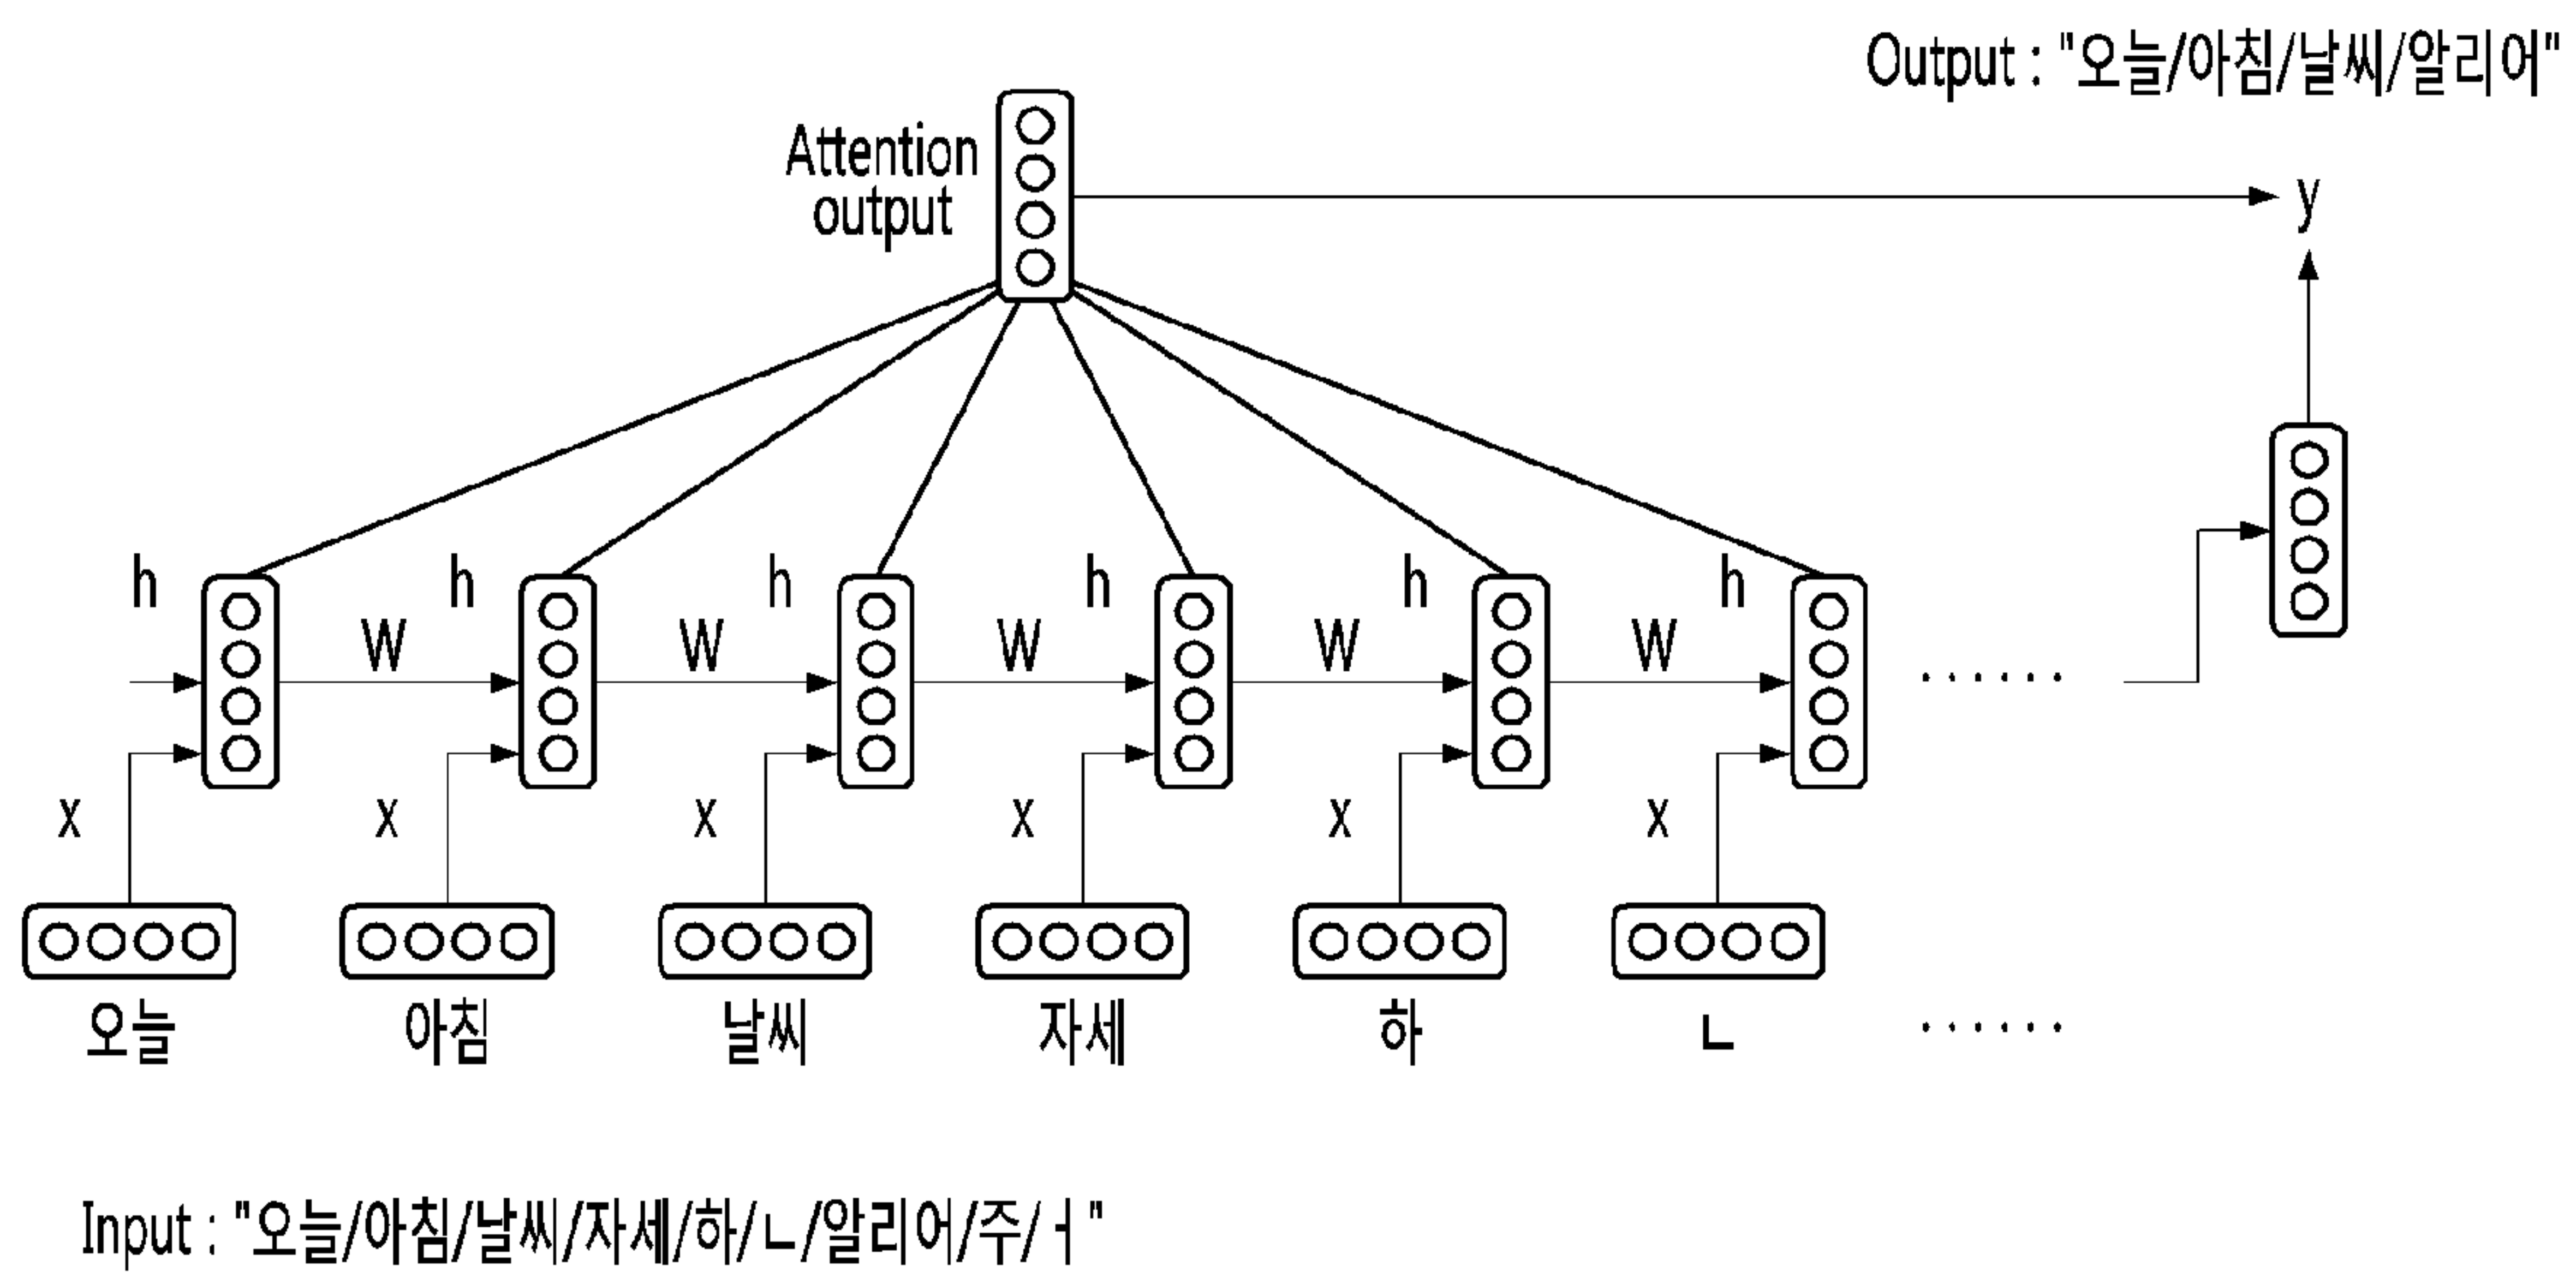 Output : "오늘/아침/날씨/알리어"
Attention
output
y
h h h h h h
W W W W W
x x x x x x
오늘 아침 날씨 자세 하 ㄴ ······
Input : "오늘/아침/날씨/자세/하/ㄴ/알리어/주/ㅓ"